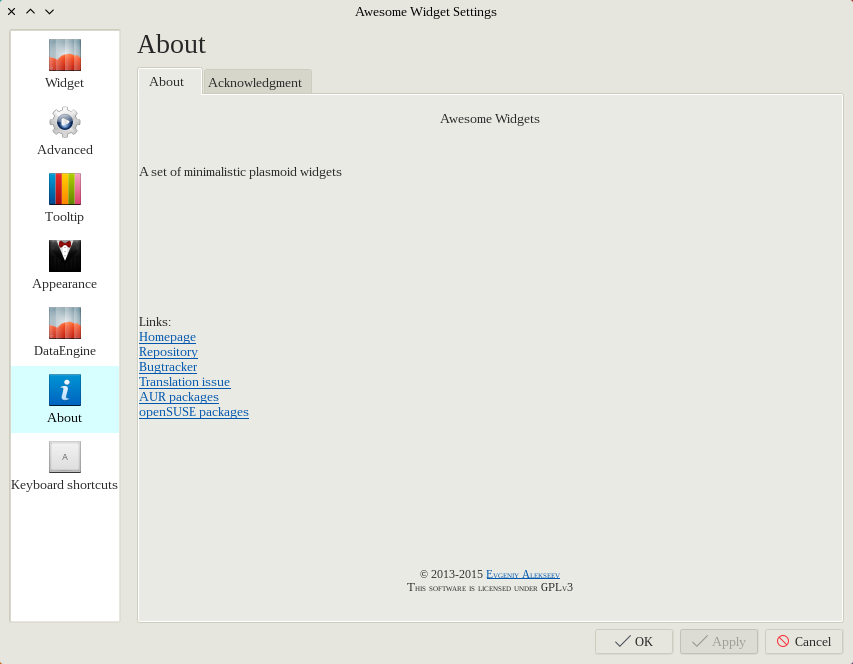 Awesome Widget Settings
Widget
Advanced
Tooltip
Appearance
DataEngine
About
A
Keyboard shortcuts
About
About
Acknowledgment
Awesome Widgets
A set of minimalistic plasmoid widgets
Links:
Homepage
Repository
Bugtracker
Translation issue
AUR packages
openSUSE packages
© 2013-2015 Evgeniy Alekseev
This software is licensed under GPLv3
OK
Apply
Cancel